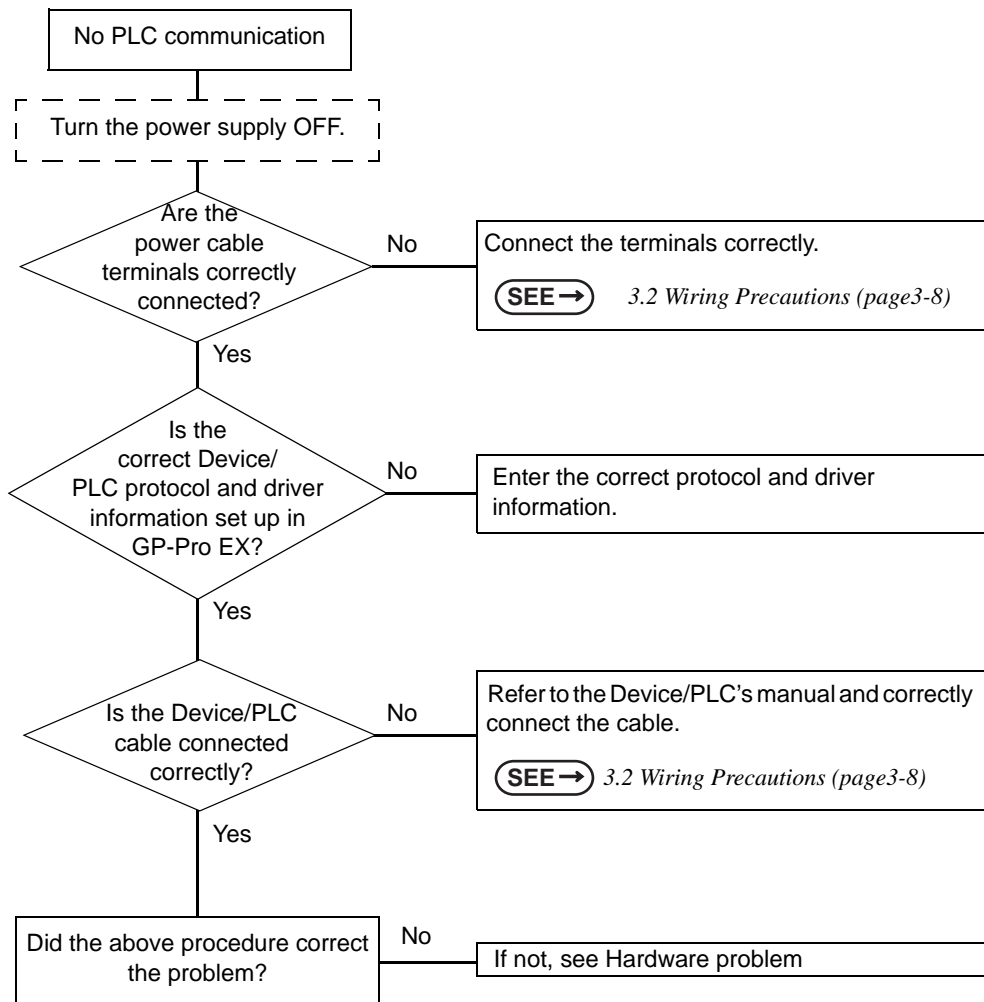 No PLC communication
Turn the power supply OFF.
Are the
power cable
terminals correctly
connected?
No
Connect the terminals correctly.
SEE→ 3.2 Wiring Precautions (page3-8)
Yes
Is the
correct Device/
PLC protocol and driver
information set up in
GP-Pro EX?
No
Enter the correct protocol and driver
information.
Yes
Is the Device/PLC
cable connected
correctly?
No
Refer to the Device/PLC's manual and correctly
connect the cable.
SEE→ 3.2 Wiring Precautions (page3-8)
Yes
Did the above procedure correct
the problem?
No
If not, see Hardware problem